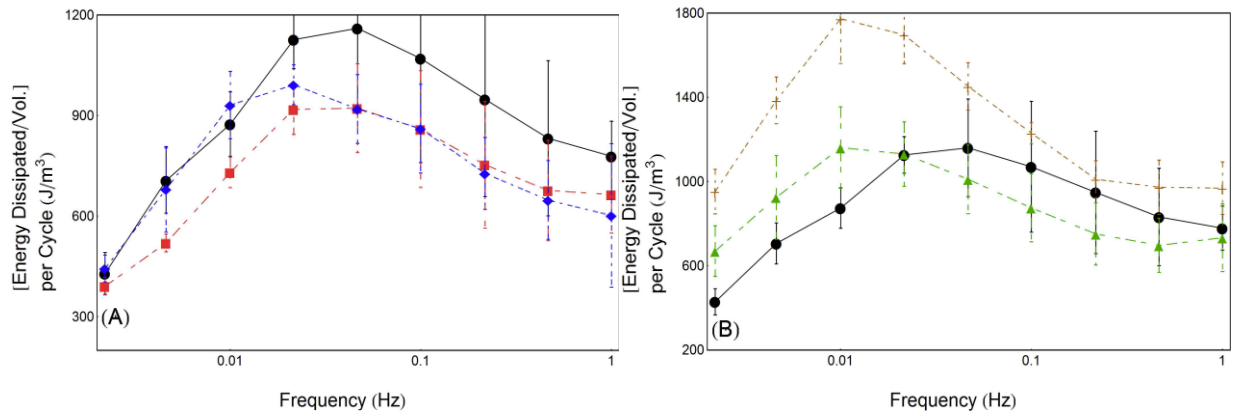 1200
900
600
300
[Energy Dissipated/Vol.]
per Cycle (J/m³)
(A)
0.01
0.1
1
Frequency (Hz)
1800
1400
1000
600
200
[Energy Dissipated/Vol.]
per Cycle (J/m³)
(B)
0.01
0.1
1
Frequency (Hz)